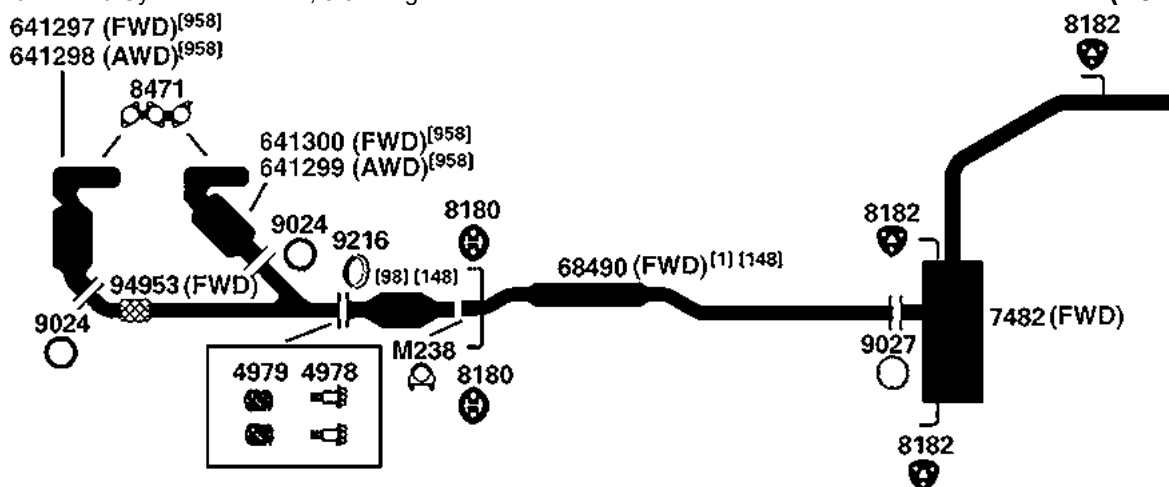 641297 (FWD)[958]
641298 (AWD)[958]
8471
641300 (FWD)[958]
641299 (AWD)[958]
8182
9024
9216
8180
8182
[98] [148]
68490 (FWD)[1] [148]
94953 (FWD)
9024
7482 (FWD)
9027
M238
4979 4978
8180
8182